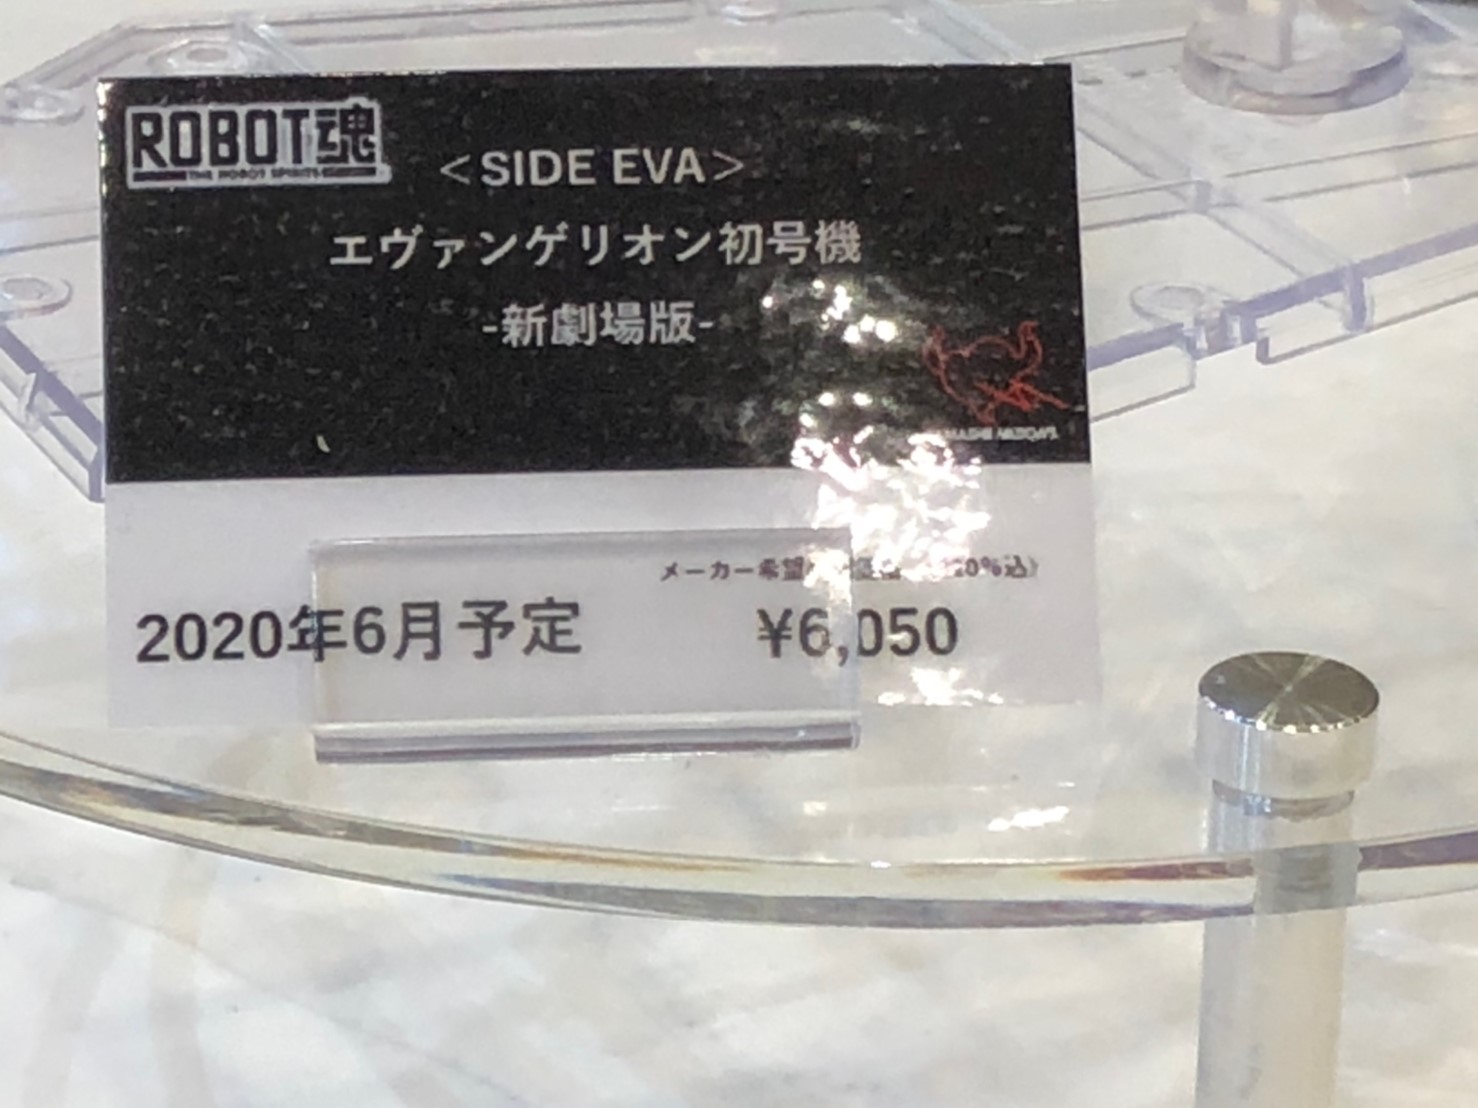 ROBOT魂
THE ROBOT SPIRITS
<SIDE EVA>
エヴァンゲリオン初号機
-新劇場版-
メーカー希望 10%込)
2020年6月予定
¥6,050